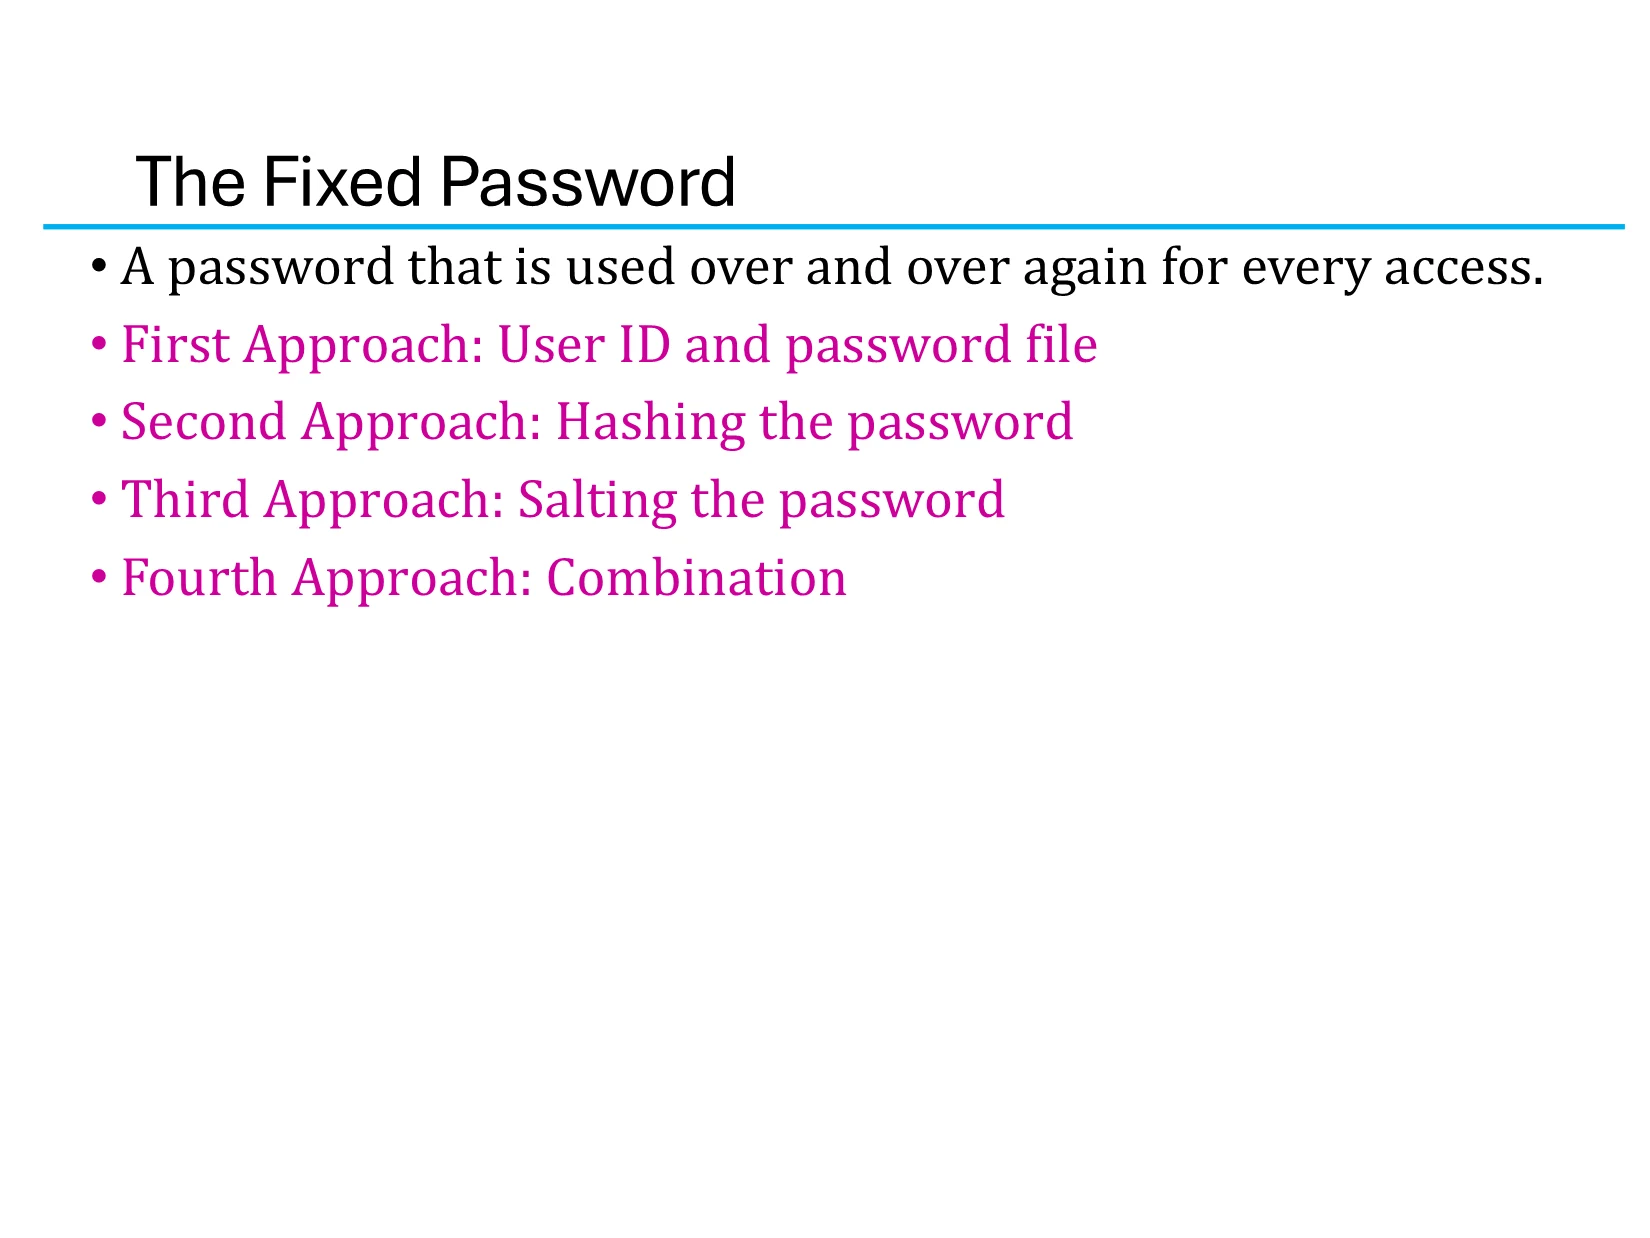 The Fixed Password
• A password that is used over and over again for every access.
• First Approach: User ID and password file
• Second Approach: Hashing the password
• Third Approach: Salting the password
• Fourth Approach: Combination